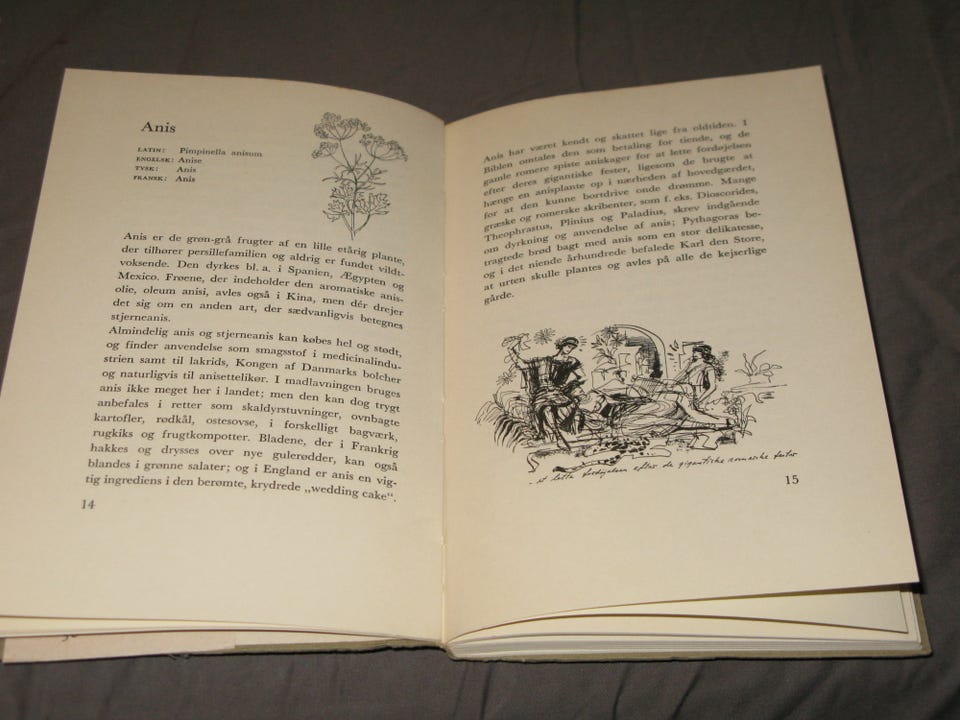 Anis
LATIN: Pimpinella anisum
ENGELSK: Anise
TYSK: Anis
FRANSK: Anis
Anis er de grøn-grå frugter af en lille etårig plante,
der tilhører persillefamilien og aldrig er fundet vildt-
voksende. Den dyrkes bl. a. i Spanien, Ægypten og
Mexico. Frøene, der indeholder den aromatiske anis-
olie, oleum anisi, avles også i Kina, men dér drejer
det sig om en anden art, der sædvanligvis betegnes
stjerneanis.
Almindelig anis og stjerneanis kan købes hel og stødt,
og finder anvendelse som smagsstof i medicinalindu-
strien samt til lakrids, Kongen af Danmarks bolcher
og naturligvis til anisettelikør. I madlavningen bruges
anis ikke meget her i landet; men den kan dog trygt
anbefales i retter som skaldyrstuvninger, ovnbagte
kartofler, rødkål, ostesovse, i forskelligt bagværk,
rugkiks og frugtkompotter. Bladene, der i Frankrig
hakkes og drysses over nye gulerødder, kan også
blandes i grønne salater; og i England er anis en vig-
tig ingrediens i den berømte, krydrede „wedding cake“.
14
Anis har været kendt og skattet lige fra oldtiden. I
Biblen omtales den som betaling for tiende, og de
gamle romere spiste aniskager for at lette fordøjelsen
efter deres gigantiske fester, ligesom de brugte at
hænge en anisplante op i nærheden af hovedgærdet,
for at den kunne bortdrive onde drømme. Mange
græske og romerske skribenter, som f. eks. Dioscorides,
Theophrastus, Plinius og Paladius, skrev indgående
om dyrkning og anvendelse af anis; Pythagoras be-
tragtede brød bagt med anis som en stor delikatesse,
og i det niende århundrede befalede Karl den Store,
at urten skulle plantes og avles på alle de kejserlige
gårde.
- at lette fordøjelsen efter de gigantiske romerske fester
15